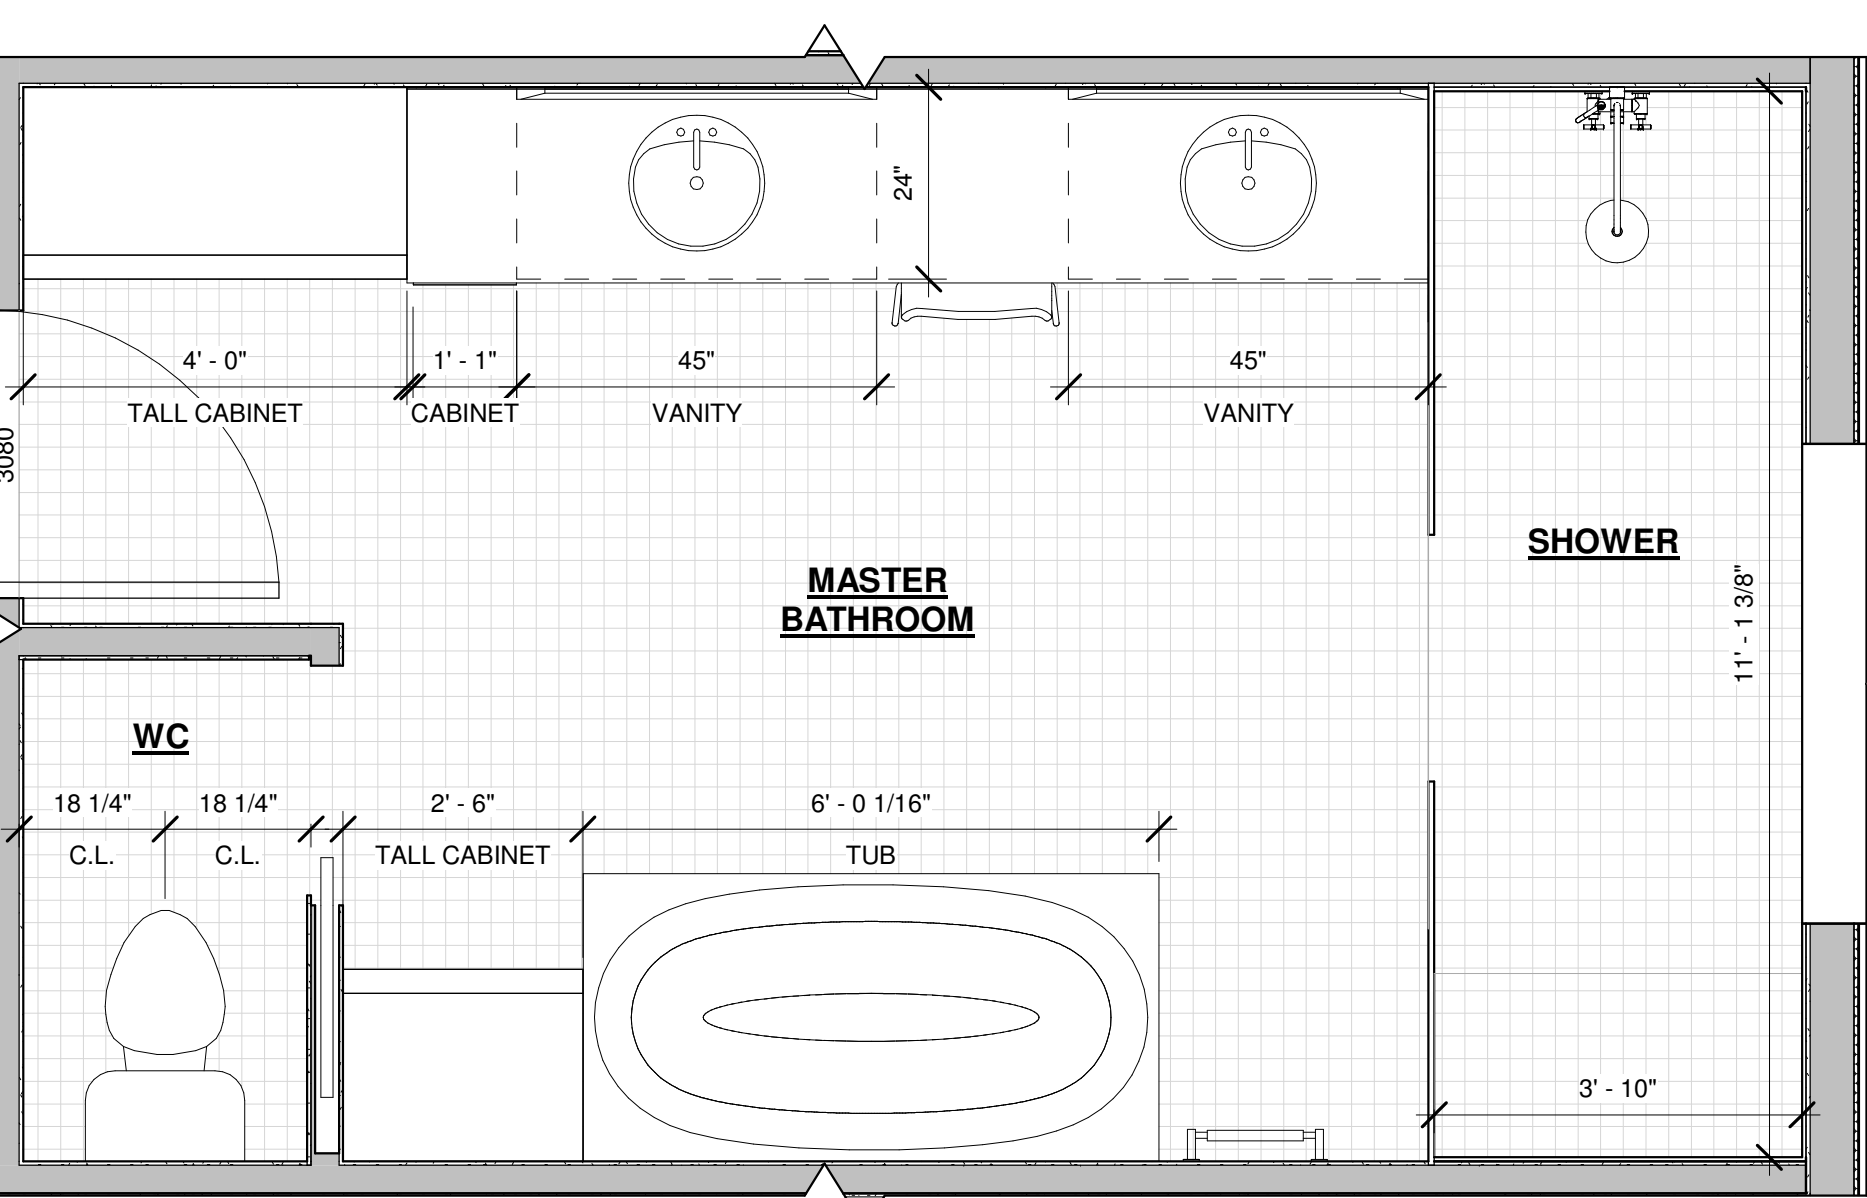 24"
4' - 0"
1' - 1"
45"
45"
TALL CABINET
CABINET
VANITY
VANITY
3080
SHOWER
MASTER
BATHROOM
11' - 1 3/8"
WC
18 1/4"
18 1/4"
2' - 6"
6' - 0 1/16"
C.L.
C.L.
TALL CABINET
TUB
3' - 10"